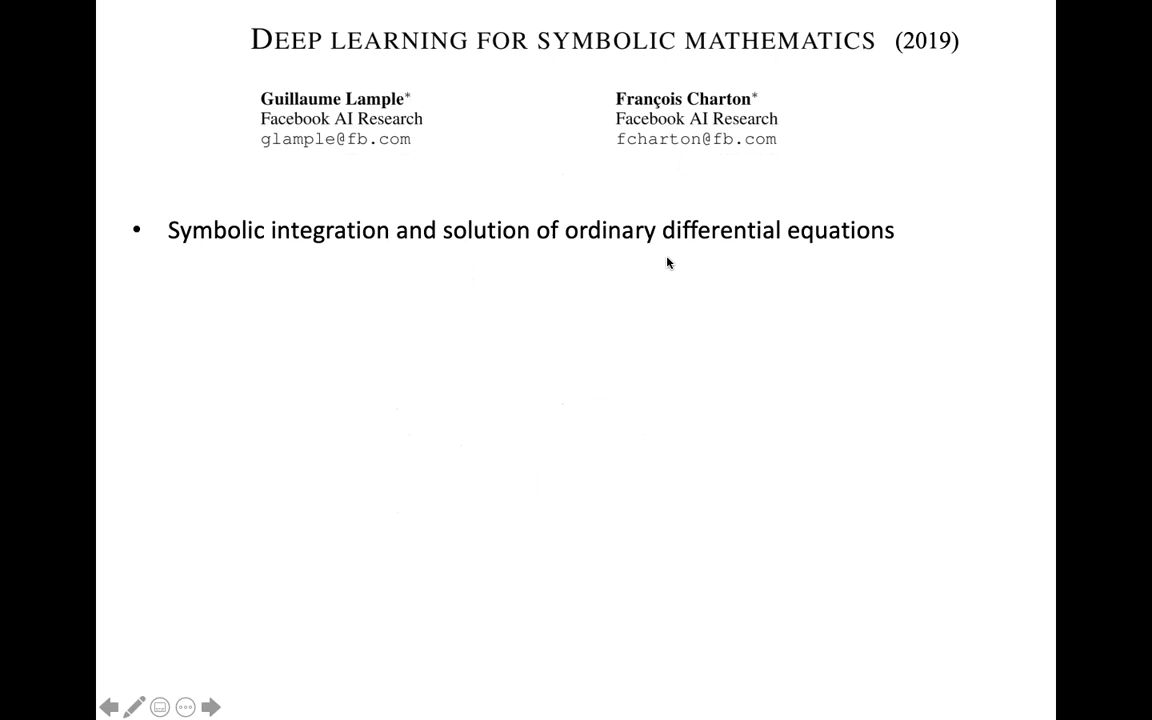 DEEP LEARNING FOR SYMBOLIC MATHEMATICS (2019)
Guillaume Lample* François Charton*
Facebook AI Research Facebook AI Research
glample@fb.com fcharton@fb.com
• Symbolic integration and solution of ordinary differential equations